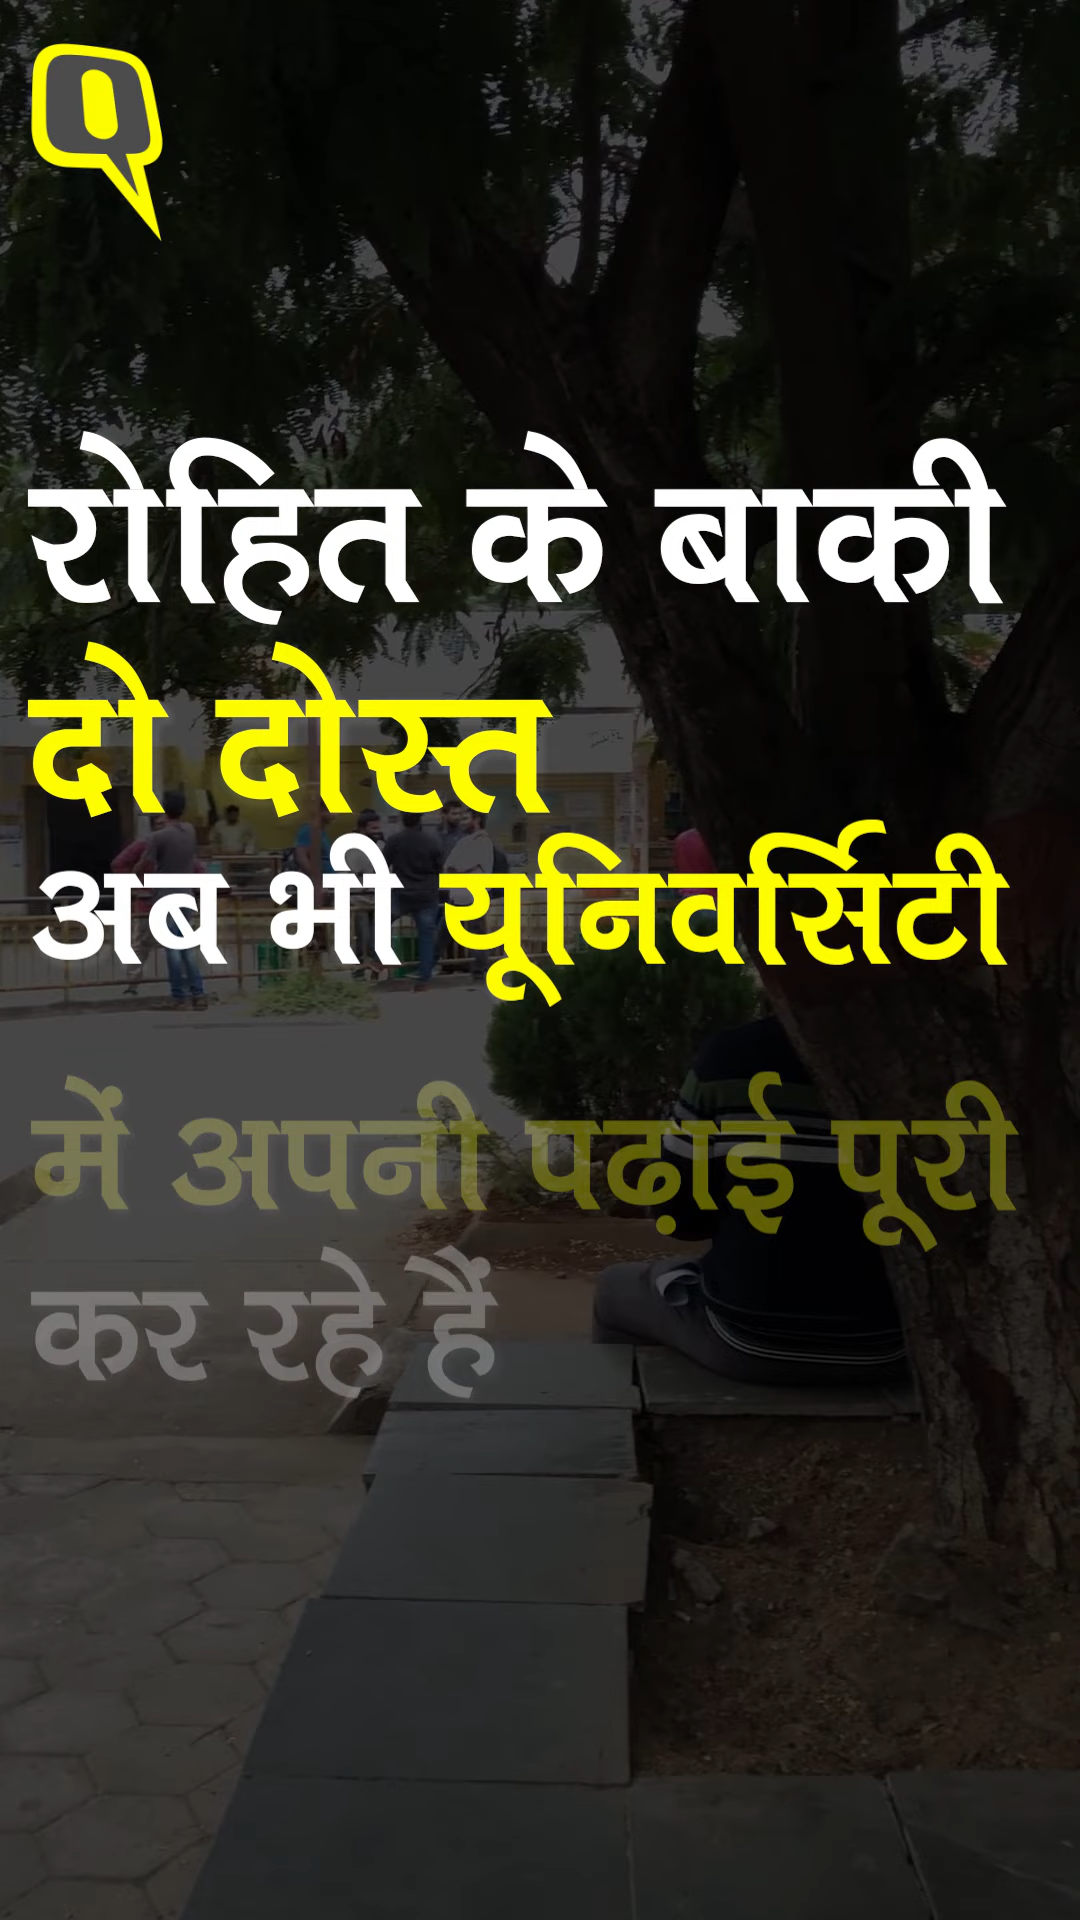 Q
रोहित के बाकी
दो दोस्त
अब भी यूनिवर्सिटी
में अपनी पढ़ाई पूरी
कर रहे हैं